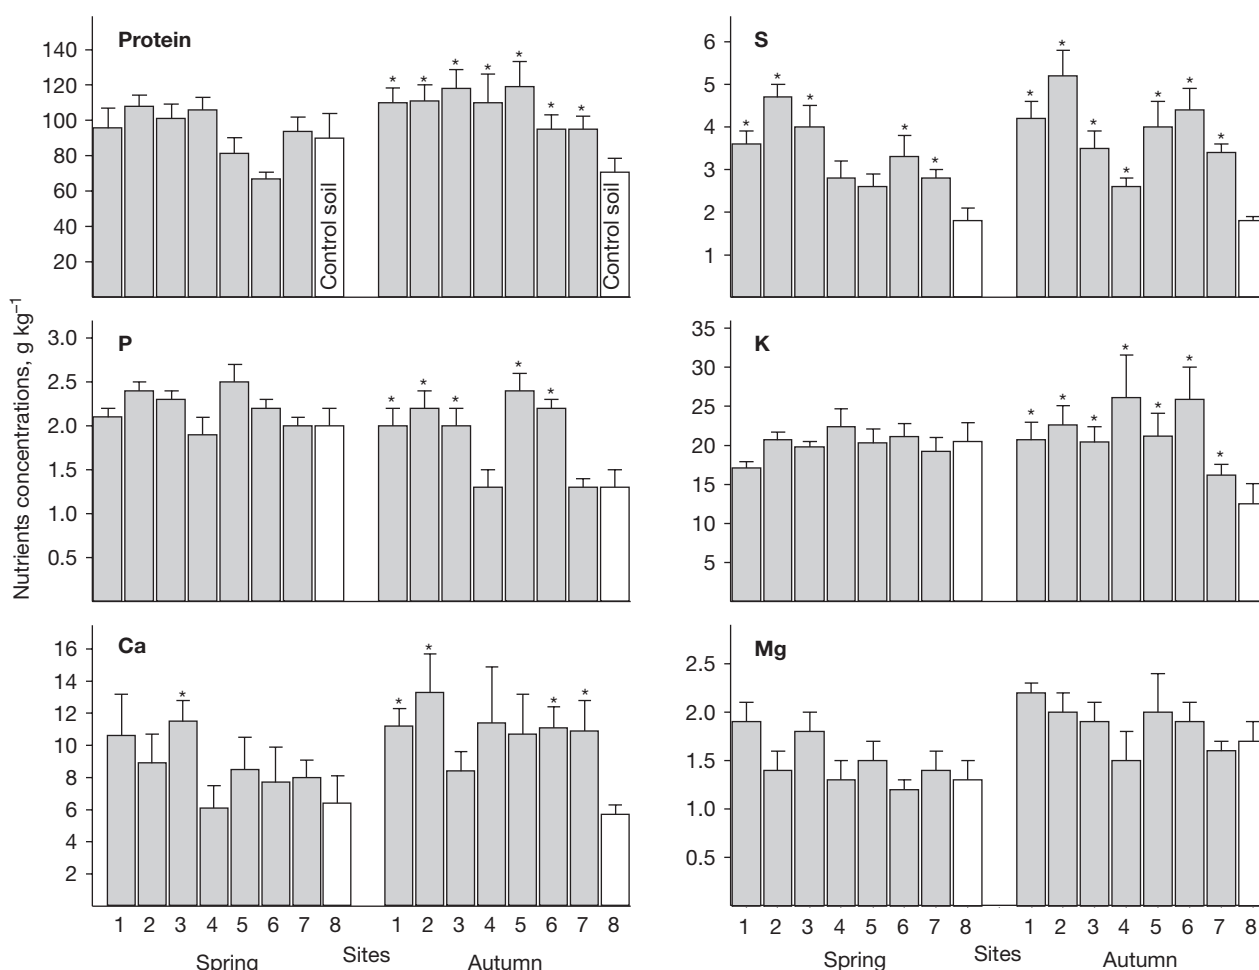 Nutrients concentrations, g kg⁻¹
Protein
140
120
100
80
60
40
20
Control soil
* * * * * * *
Control soil
S
6
5
4
3
2
1
* * * * *
* * * * * * *
P
3.0
2.5
2.0
1.5
1.0
0.5
* * * * *
K
35
30
25
20
15
10
5
* * * * * * *
Ca
16
14
12
10
8
6
4
2
*
* * * *
1 2 3 4 5 6 7 8 1 2 3 4 5 6 7 8
Spring Sites Autumn
Mg
2.5
2.0
1.5
1.0
0.5
1 2 3 4 5 6 7 8 1 2 3 4 5 6 7 8
Spring Sites Autumn